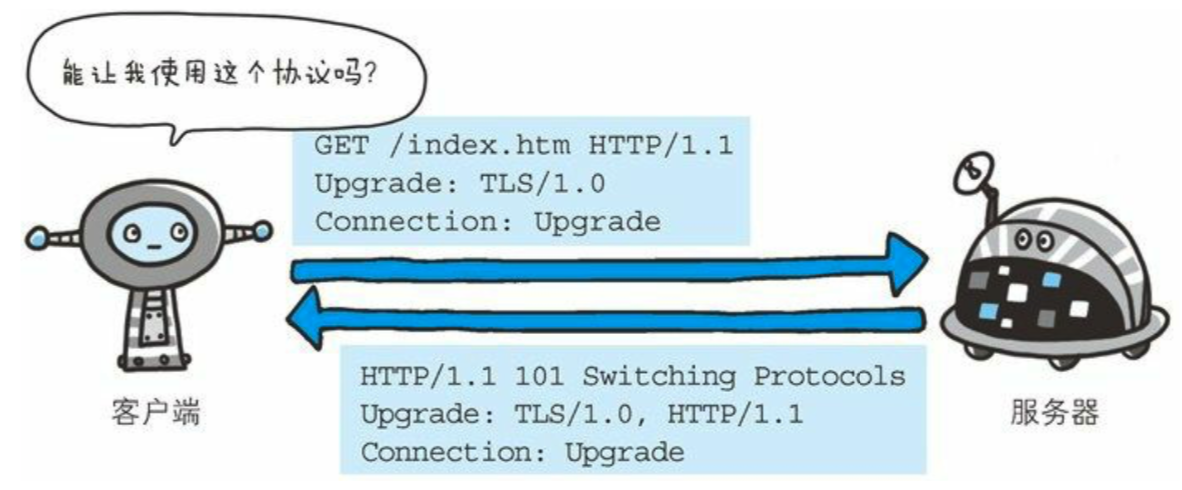 能让我使用这个协议吗?
GET /index.htm HTTP/1.1
Upgrade: TLS/1.0
Connection: Upgrade
HTTP/1.1 101 Switching Protocols
Upgrade: TLS/1.0, HTTP/1.1
Connection: Upgrade
客户端
服务器